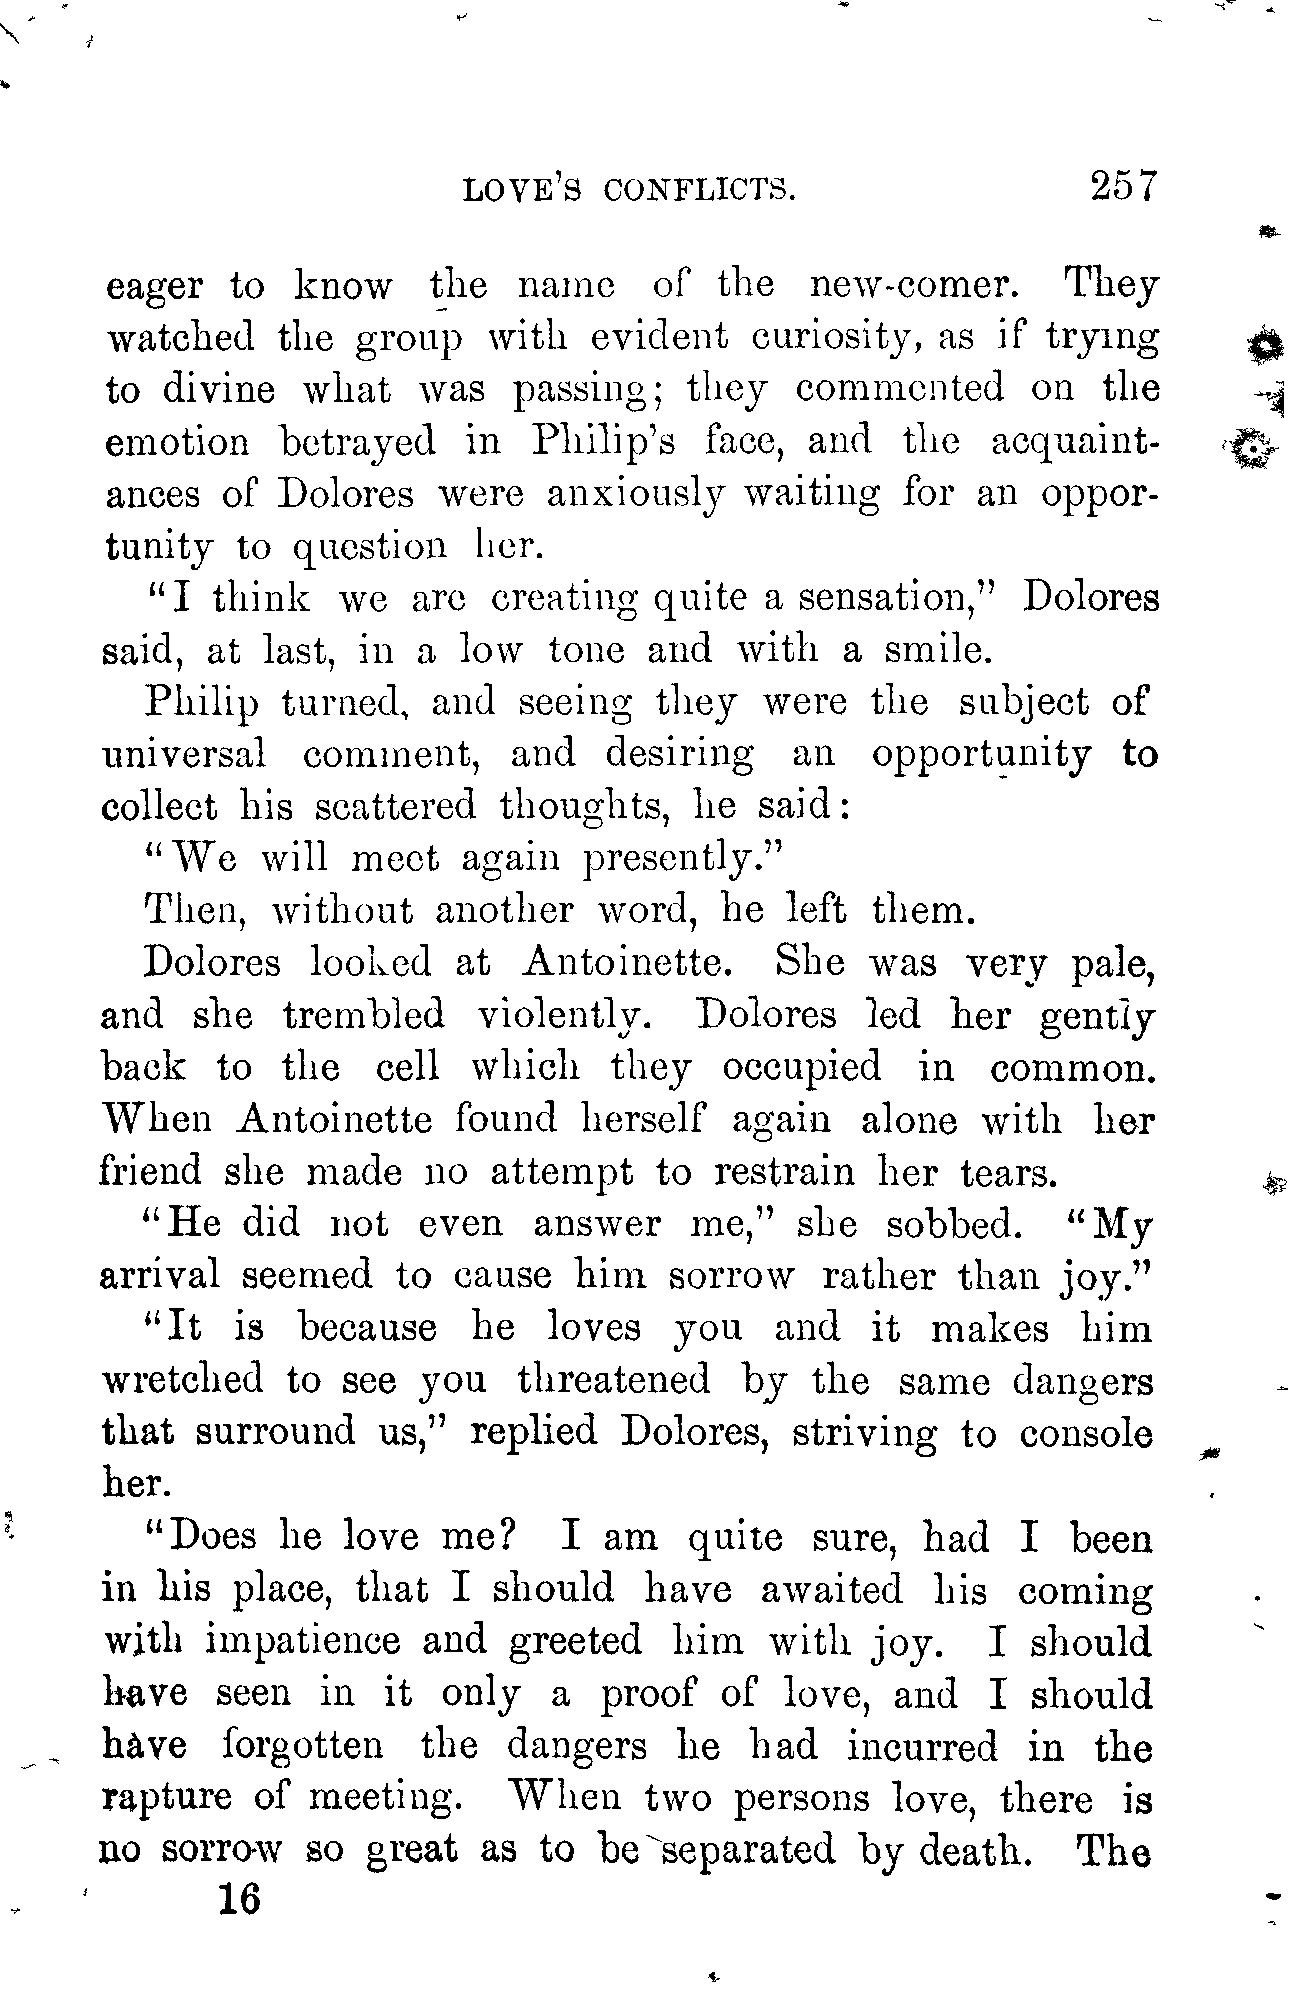 LOVE'S CONFLICTS. 257
eager to know the name of the new-comer. They
watched the group with evident curiosity, as if trying
to divine what was passing; they commented on the
emotion betrayed in Philip's face, and the acquaint-
ances of Dolores were anxiously waiting for an oppor-
tunity to question her.
"I think we are creating quite a sensation," Dolores
said, at last, in a low tone and with a smile.
Philip turned, and seeing they were the subject of
universal comment, and desiring an opportunity to
collect his scattered thoughts, he said:
"We will meet again presently."
Then, without another word, he left them.
Dolores looked at Antoinette. She was very pale,
and she trembled violently. Dolores led her gently
back to the cell which they occupied in common.
When Antoinette found herself again alone with her
friend she made no attempt to restrain her tears.
"He did not even answer me," she sobbed. "My
arrival seemed to cause him sorrow rather than joy."
"It is because he loves you and it makes him
wretched to see you threatened by the same dangers
that surround us," replied Dolores, striving to console
her.
"Does he love me? I am quite sure, had I been
in his place, that I should have awaited his coming
with impatience and greeted him with joy. I should
have seen in it only a proof of love, and I should
have forgotten the dangers he had incurred in the
rapture of meeting. When two persons love, there is
no sorrow so great as to be separated by death. The
16